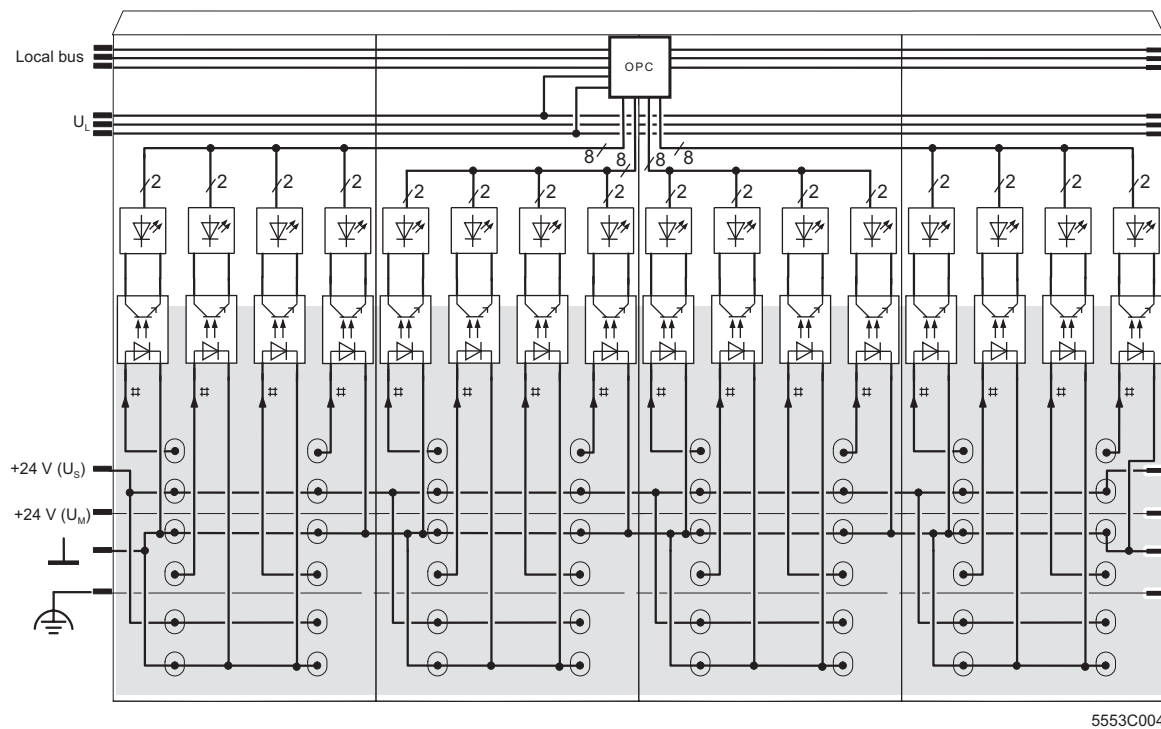 Local bus
OPC
U_L
8 8 8 8
2 2 2 2 2 2 2 2 2 2 2 2 2 2 2 2
# # # # # # # # # # # # # # # #
+24 V (U_S)
+24 V (U_M)
5553C004